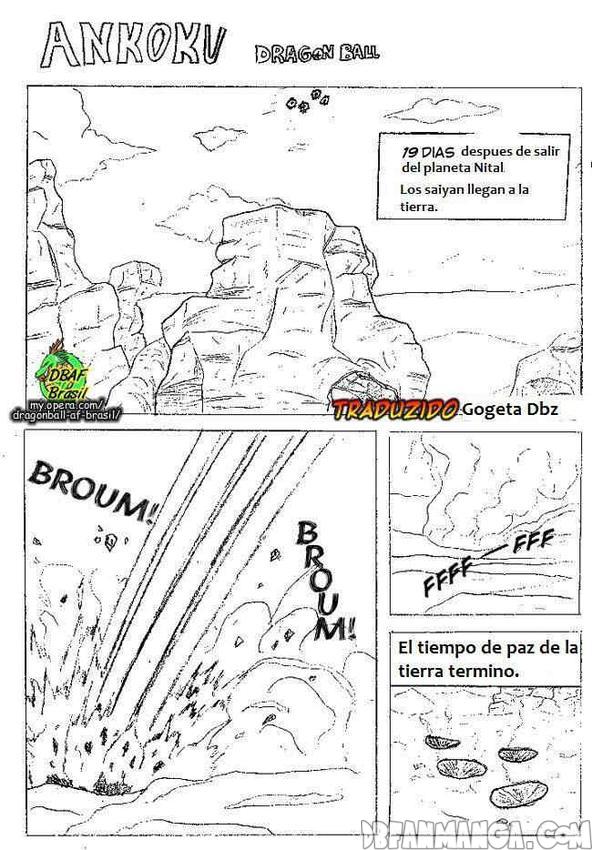 ANKOKU DRAGON BALL
19 DIAS despues de salir
del planeta Nital
Los saiyan llegan a la
tierra.
DBAF
Brasil
my.opera.com/
dragonball-af-brasil/
TRADUZIDO Gogeta Dbz
BROUM!
BROUM!
FFFF FFF
El tiempo de paz de la
tierra termino.
DBFANMANGA.COM